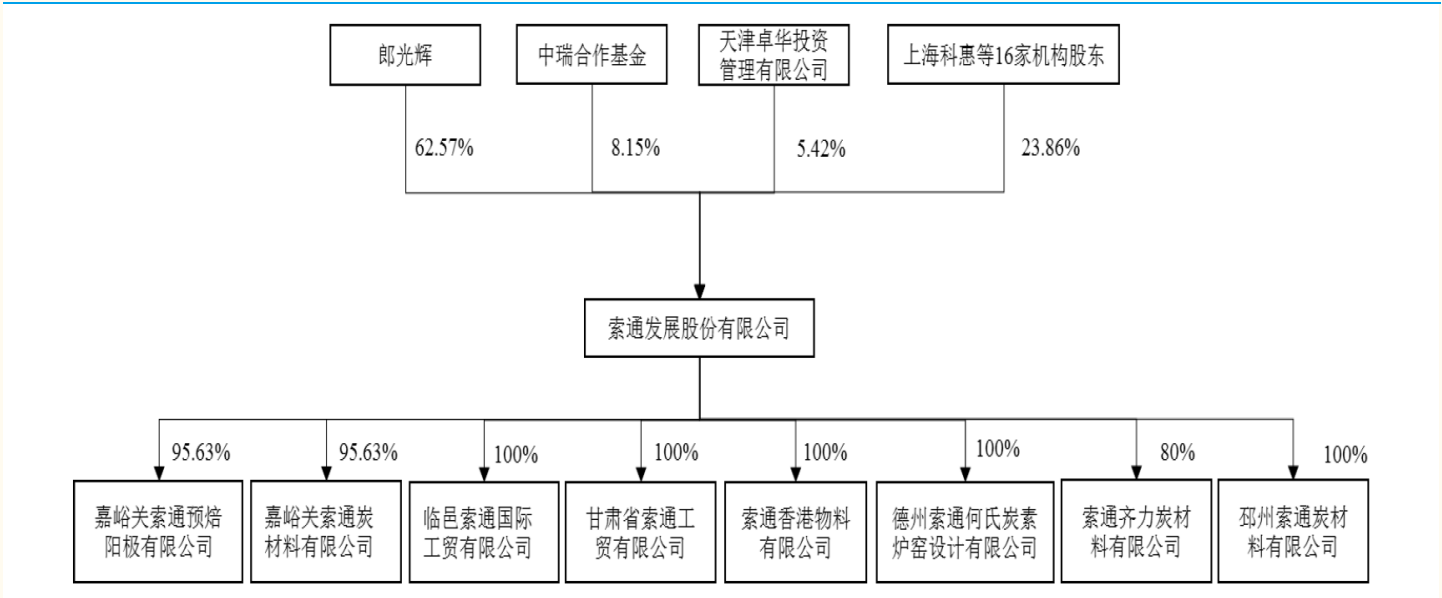 郎光辉
中瑞合作基金
天津卓华投资
管理有限公司
上海科惠等16家机构股东
62.57%
8.15%
5.42%
23.86%
索通发展股份有限公司
95.63%
95.63%
100%
100%
100%
100%
80%
100%
嘉峪关索通预焙
阳极有限公司
嘉峪关索通炭
材料有限公司
临邑索通国际
工贸有限公司
甘肃省索通工
贸有限公司
索通香港物料
有限公司
德州索通何氏炭素
炉窑设计有限公司
索通齐力炭材
料有限公司
邳州索通炭材
料有限公司